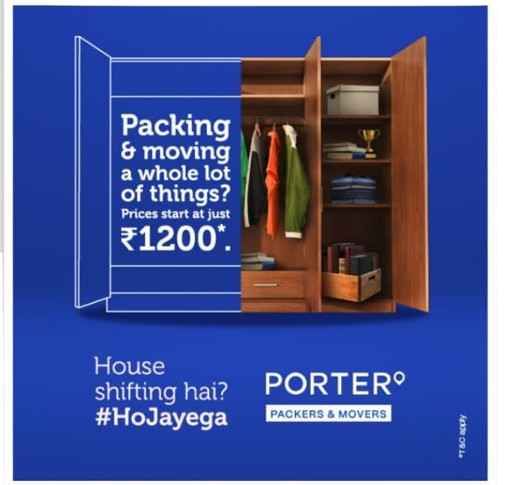 Packing
& moving
a whole lot
of things?
Prices start at just
₹1200*.
House
shifting hai?
#HoJayega
PORTER
PACKERS & MOVERS
*T&C apply